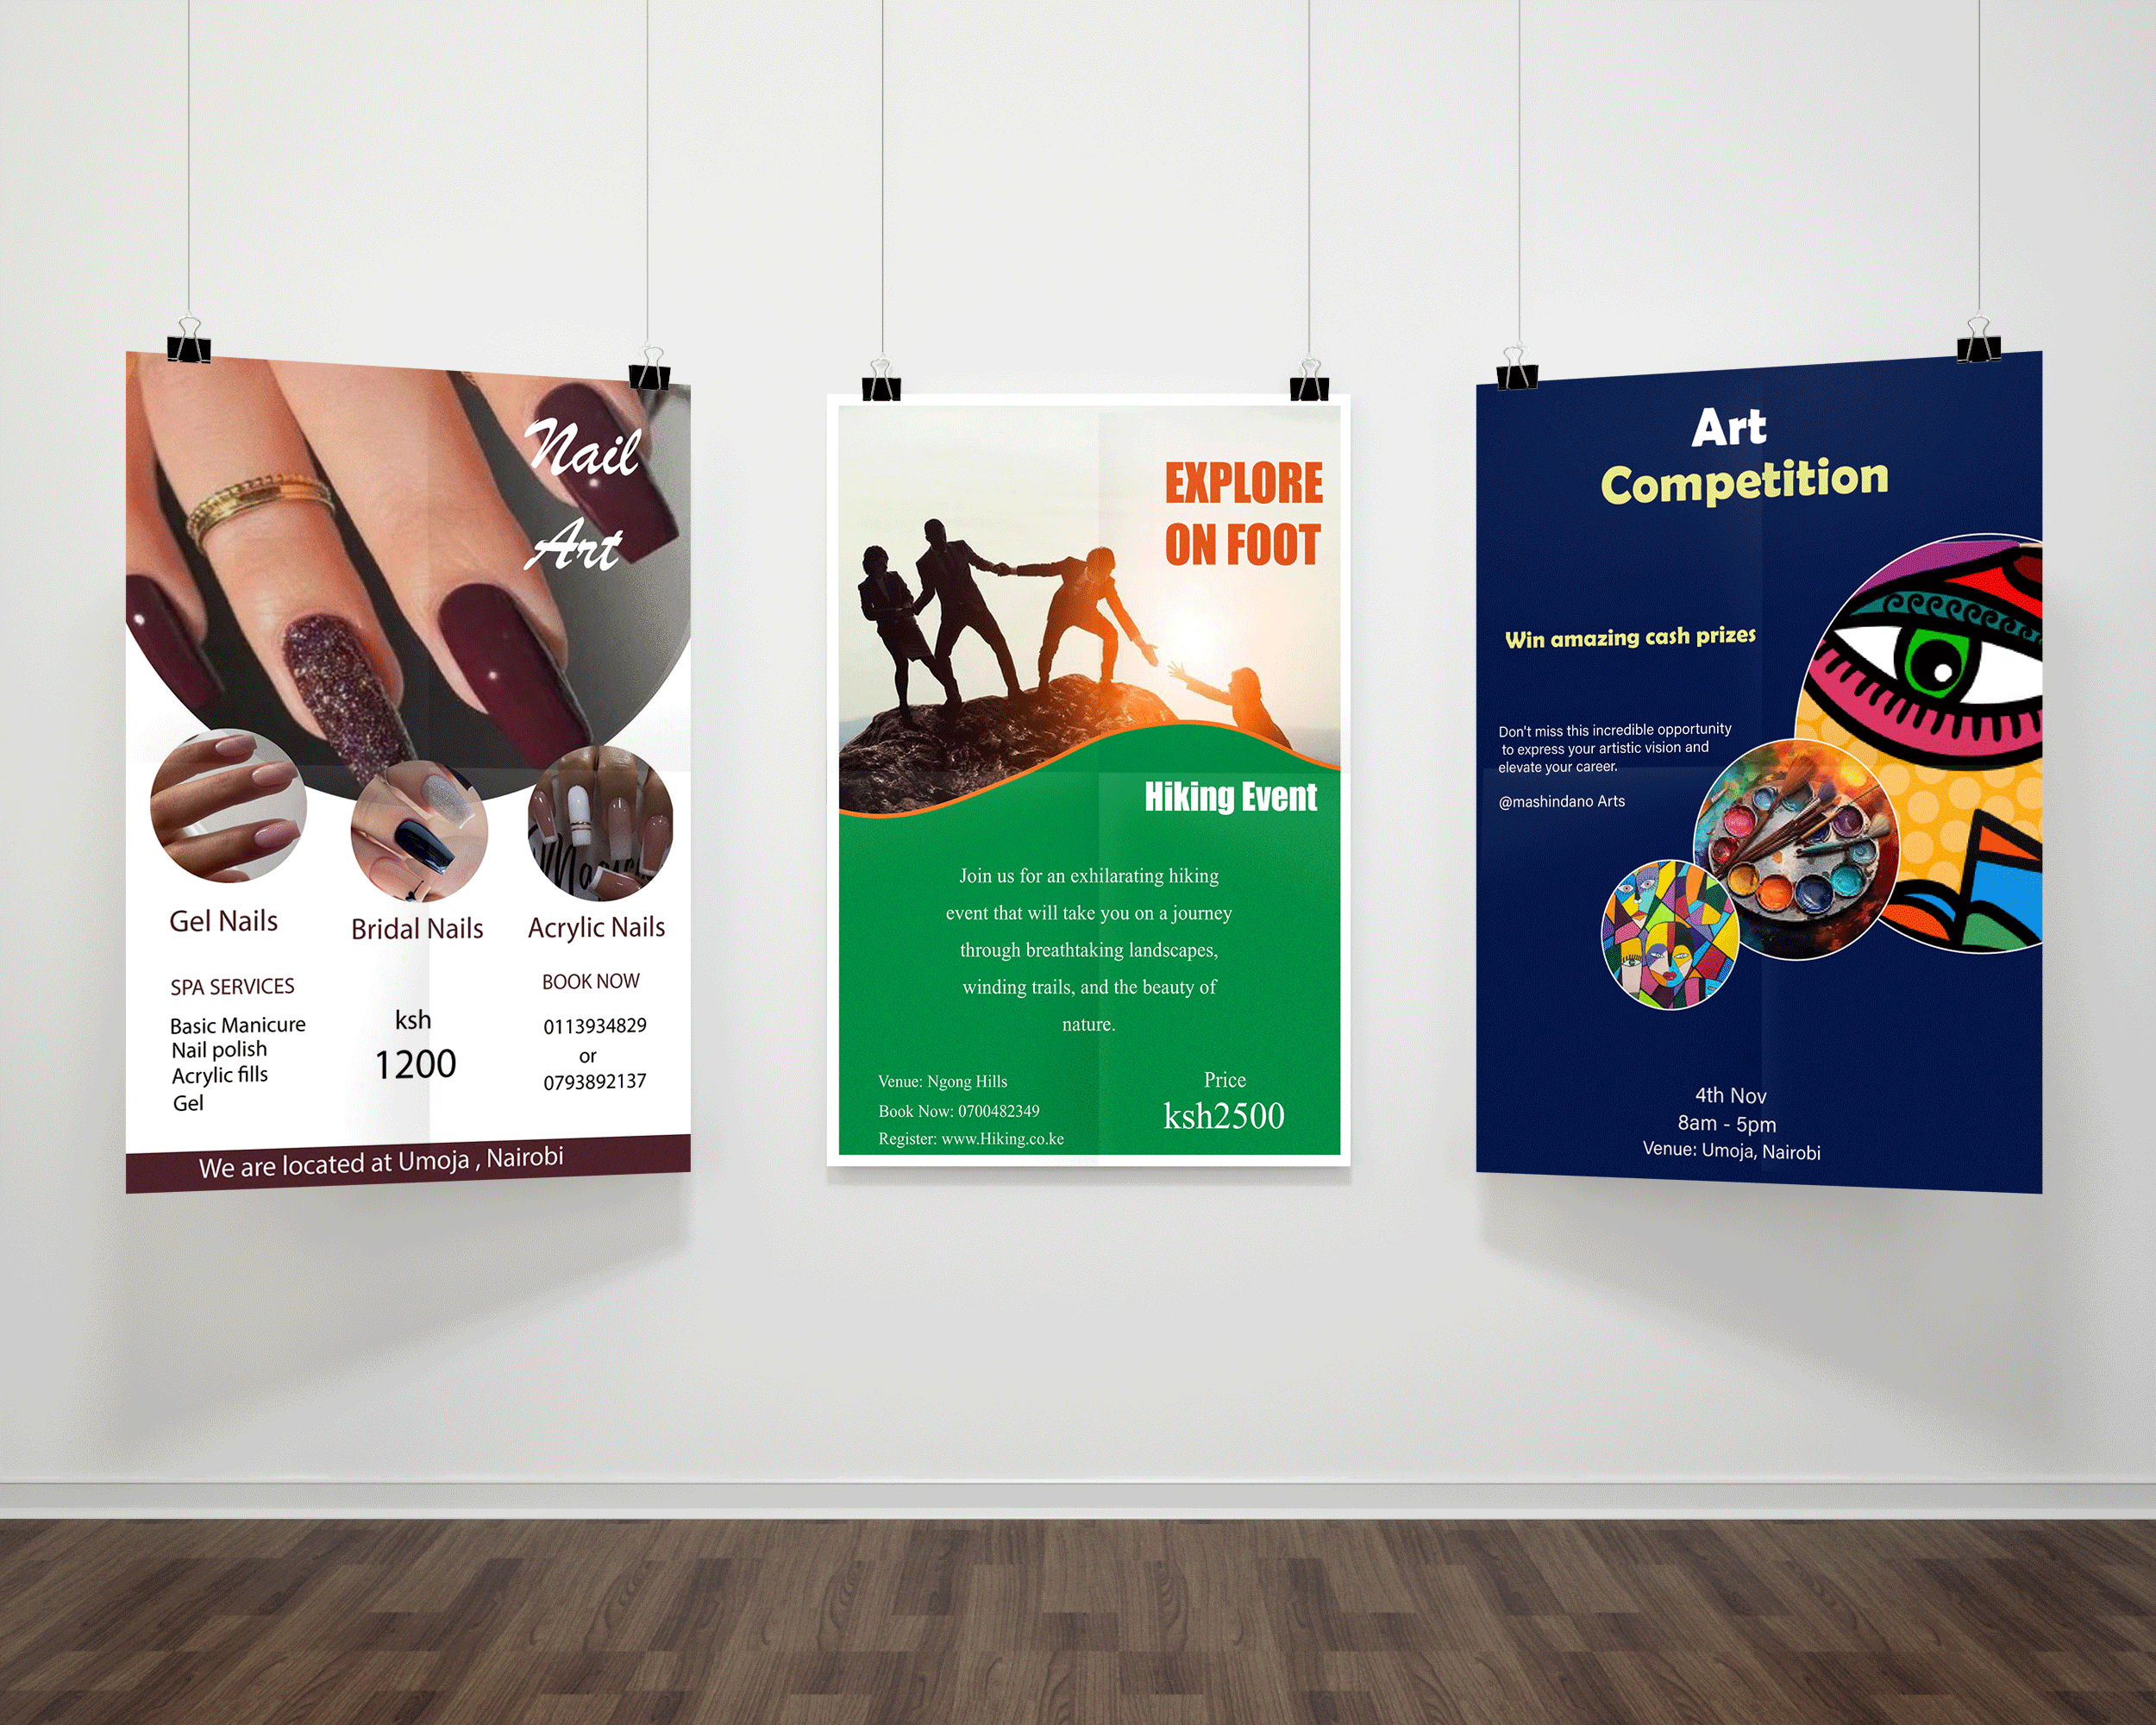 Nail
Art
Gel Nails
Bridal Nails
Acrylic Nails
SPA SERVICES
Basic Manicure
Nail polish
Acrylic fills
Gel
ksh
1200
BOOK NOW
0113934829
or
0793892137
We are located at Umoja , Nairobi
EXPLORE
ON FOOT
Hiking Event
Join us for an exhilarating hiking
event that will take you on a journey
through breathtaking landscapes,
winding trails, and the beauty of
nature.
Venue: Ngong Hills
Book Now: 0700482349
Register: www.Hiking.co.ke
Price
ksh2500
Art
Competition
Win amazing cash prizes
Don't miss this incredible opportunity
to express your artistic vision and
elevate your career.
@mashindano Arts
4th Nov
8am - 5pm
Venue: Umoja, Nairobi